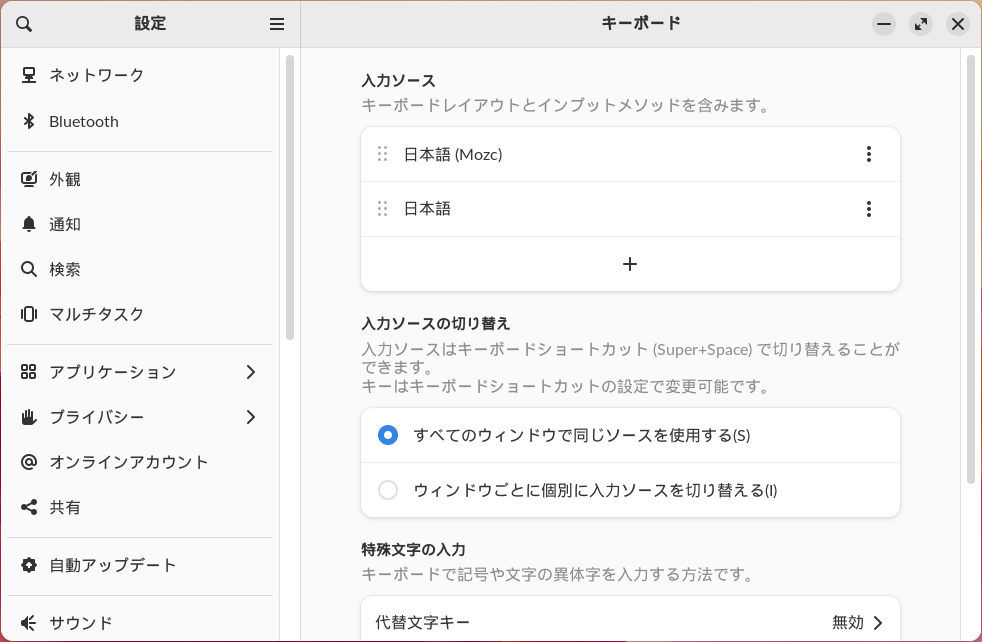 設定
キーボード
ネットワーク
Bluetooth
外観
通知
検索
マルチタスク
アプリケーション
プライバシー
オンラインアカウント
共有
自動アップデート
サウンド
入力ソース
キーボードレイアウトとインプットメソッドを含みます。
日本語 (Mozc)
日本語
入力ソースの切り替え
入力ソースはキーボードショートカット (Super+Space) で切り替えることが
できます。
キーはキーボードショートカットの設定で変更可能です。
すべてのウィンドウで同じソースを使用する(S)
ウィンドウごとに個別に入力ソースを切り替える(I)
特殊文字の入力
キーボードで記号や文字の異体字を入力する方法です。
代替文字キー 無効